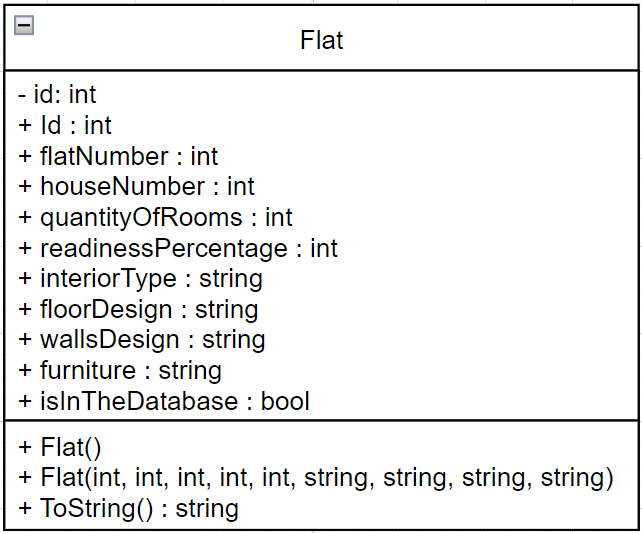 Flat
- id: int
+ Id : int
+ flatNumber : int
+ houseNumber : int
+ quantityOfRooms : int
+ readinessPercentage : int
+ interiorType : string
+ floorDesign : string
+ wallsDesign : string
+ furniture : string
+ isInTheDatabase : bool
+ Flat()
+ Flat(int, int, int, int, int, string, string, string, string)
+ ToString() : string